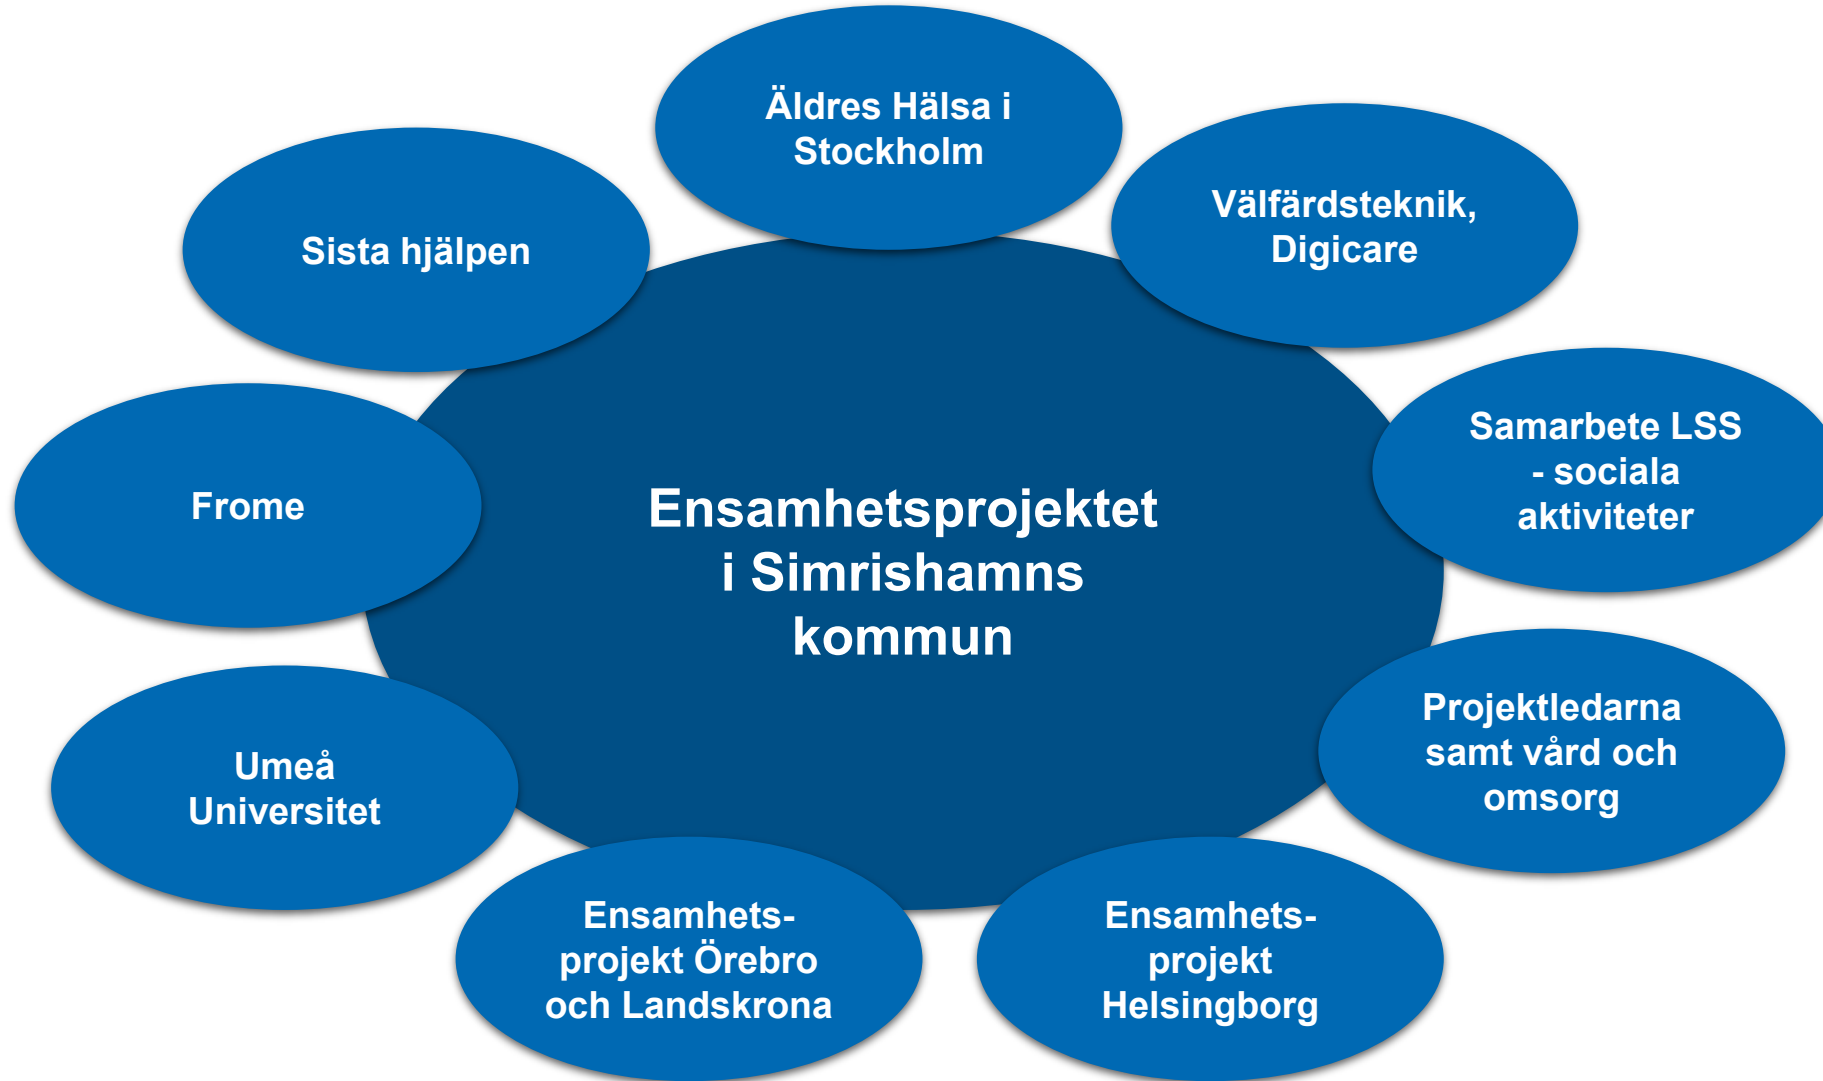 Äldres Hälsa i
Stockholm
Välfärdsteknik,
Digicare
Sista hjälpen
Samarbete LSS
- sociala
aktiviteter
Frome
Ensamhetsprojektet
i Simrishamns
kommun
Projektledarna
samt vård och
omsorg
Umeå
Universitet
Ensamhets-
projekt Örebro
och Landskrona
Ensamhets-
projekt
Helsingborg